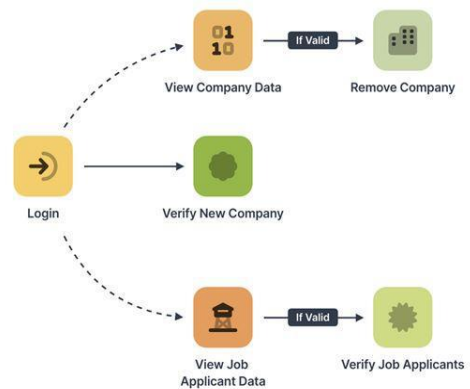 01
10
If Valid
View Company Data
Remove Company
Login
Verify New Company
If Valid
View Job
Applicant Data
Verify Job Applicants